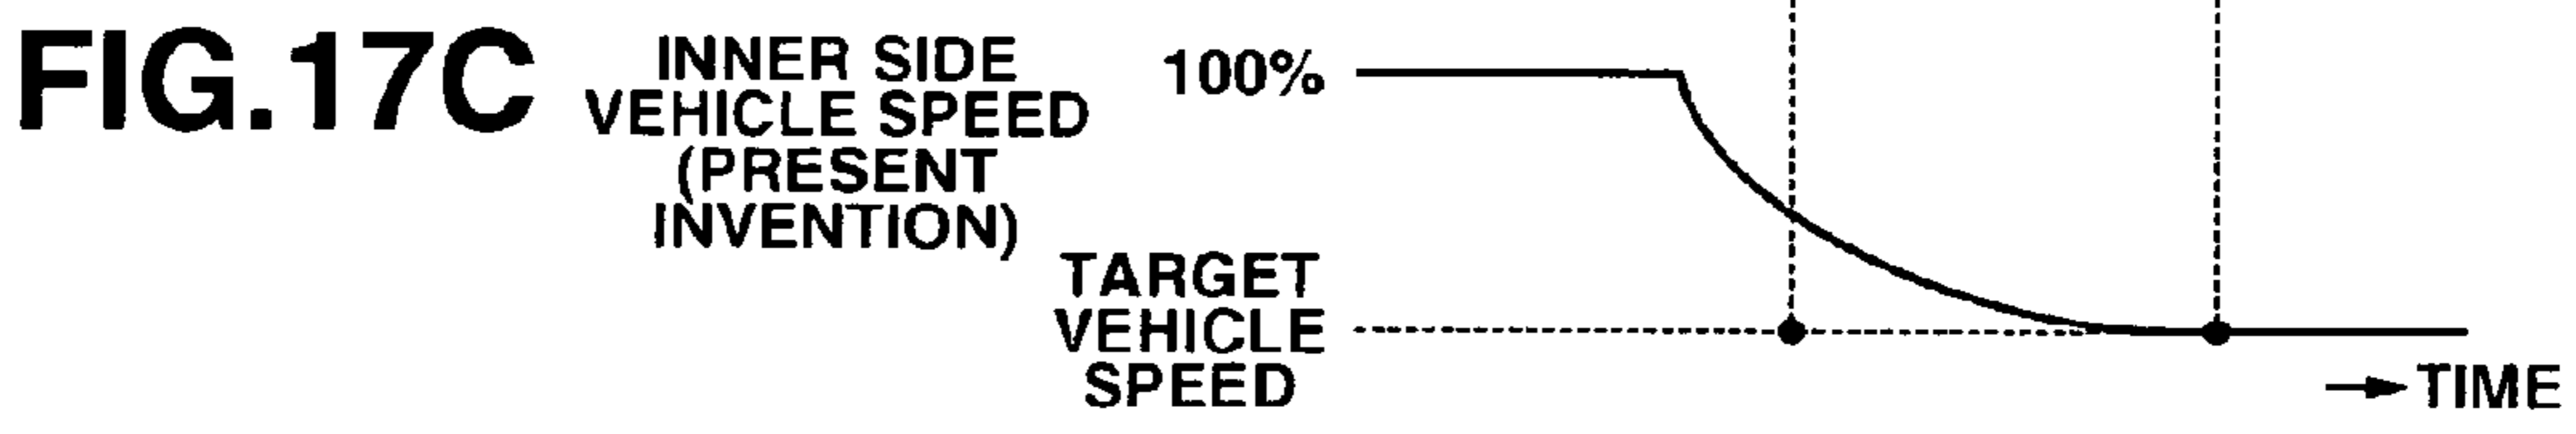 FIG.17C
INNER SIDE
VEHICLE SPEED
(PRESENT
INVENTION)
100%
TARGET
VEHICLE
SPEED
→ TIME